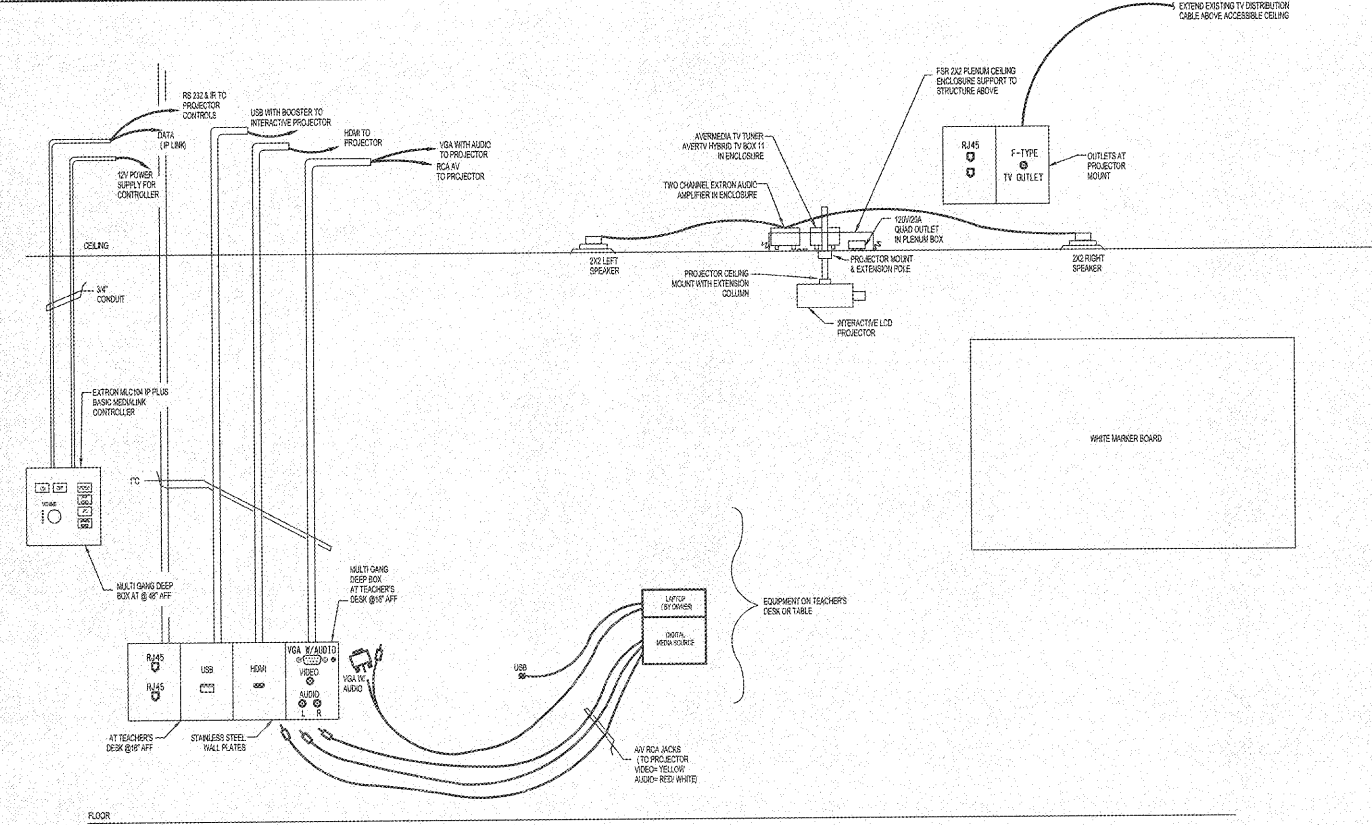 EXTEND EXISTING TV DISTRIBUTION
CABLE ABOVE ACCESSIBLE CEILING
RS 232 & IR TO
PROJECTOR
CONTROLS
DATA
(IP LINK)
12V POWER
SUPPLY FOR
CONTROLLER
USB WITH BOOSTER TO
INTERACTIVE PROJECTOR
HDMI TO
PROJECTOR
VGA WITH AUDIO
TO PROJECTOR
RCA AV
TO PROJECTOR
FSR 2X2 PLENUM CEILING
ENCLOSURE SUPPORT TO
STRUCTURE ABOVE
AVERMEDIA TV TUNER
AVERTV HYBRID TV BOX 11
IN ENCLOSURE
TWO CHANNEL EXTRON AUDIO
AMPLIFIER IN ENCLOSURE
RJ45
F-TYPE
TV OUTLET
OUTLETS AT
PROJECTOR
MOUNT
120V/20A
QUAD OUTLET
IN PLENUM BOX
CEILING
2X2 LEFT
SPEAKER
PROJECTOR MOUNT
& EXTENSION POLE
2X2 RIGHT
SPEAKER
PROJECTOR CEILING
MOUNT WITH EXTENSION
COLUMN
3/4"
CONDUIT
INTERACTIVE LCD
PROJECTOR
EXTRON MLC104 IP PLUS
BASIC MEDIALINK
CONTROLLER
WHITE MARKER BOARD
1"C
VOLUME
MULTI GANG DEEP
BOX AT @ 48" AFF
MULTI GANG
DEEP BOX
AT TEACHER'S
DESK @18" AFF
LAPTOP
(BY OWNER)
DIGITAL
MEDIA SOURCE
EQUIPMENT ON TEACHER'S
DESK OR TABLE
RJ45
RJ45
USB
HDMI
VGA W/AUDIO
VIDEO
AUDIO
L R
VGA W/
AUDIO
USB
AT TEACHER'S
DESK @18" AFF
STAINLESS STEEL
WALL PLATES
A/V RCA JACKS
(TO PROJECTOR
VIDEO= YELLOW
AUDIO= RED/ WHITE)
FLOOR